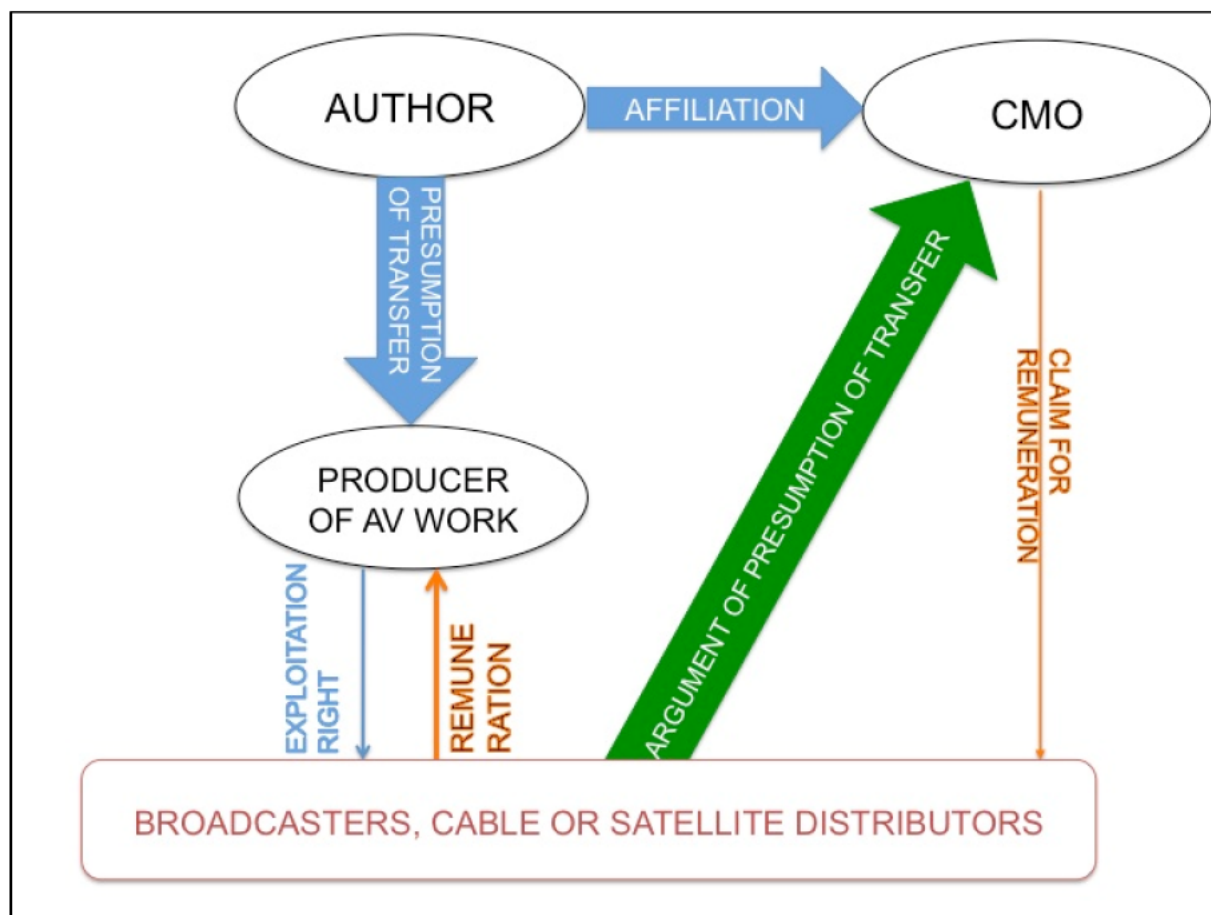 AUTHOR
AFFILIATION
CMO
PRESUMPTION
OF TRANSFER
PRODUCER
OF AV WORK
EXPLOITATION
RIGHT
REMUNE
RATION
ARGUMENT OF PRESUMPTION OF TRANSFER
CLAIM FOR
REMUNERATION
BROADCASTERS, CABLE OR SATELLITE DISTRIBUTORS